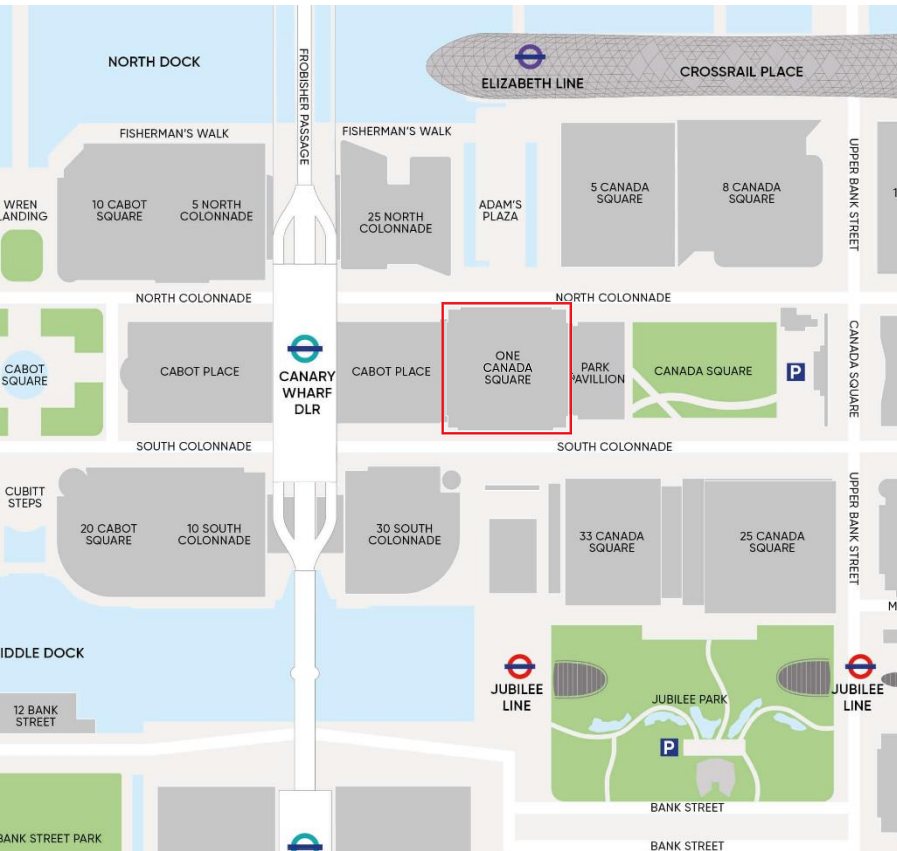 NORTH DOCK
FROBISHER PASSAGE
ELIZABETH LINE
CROSSRAIL PLACE
FISHERMAN'S WALK
FISHERMAN'S WALK
UPPER BANK STREET
WREN
LANDING
10 CABOT
SQUARE
5 NORTH
COLONNADE
25 NORTH
COLONNADE
ADAM'S
PLAZA
5 CANADA
SQUARE
8 CANADA
SQUARE
1
NORTH COLONNADE
NORTH COLONNADE
CABOT
SQUARE
CABOT PLACE
CANARY
WHARF
DLR
CABOT PLACE
ONE
CANADA
SQUARE
PARK
PAVILLION
CANADA SQUARE
P
CANADA SQUARE
SOUTH COLONNADE
SOUTH COLONNADE
CUBITT
STEPS
20 CABOT
SQUARE
10 SOUTH
COLONNADE
30 SOUTH
COLONNADE
33 CANADA
SQUARE
25 CANADA
SQUARE
UPPER BANK STREET
M
IDDLE DOCK
JUBILEE
LINE
JUBILEE PARK
JUBILEE
LINE
12 BANK
STREET
P
BANK STREET
BANK STREET PARK
BANK STREET